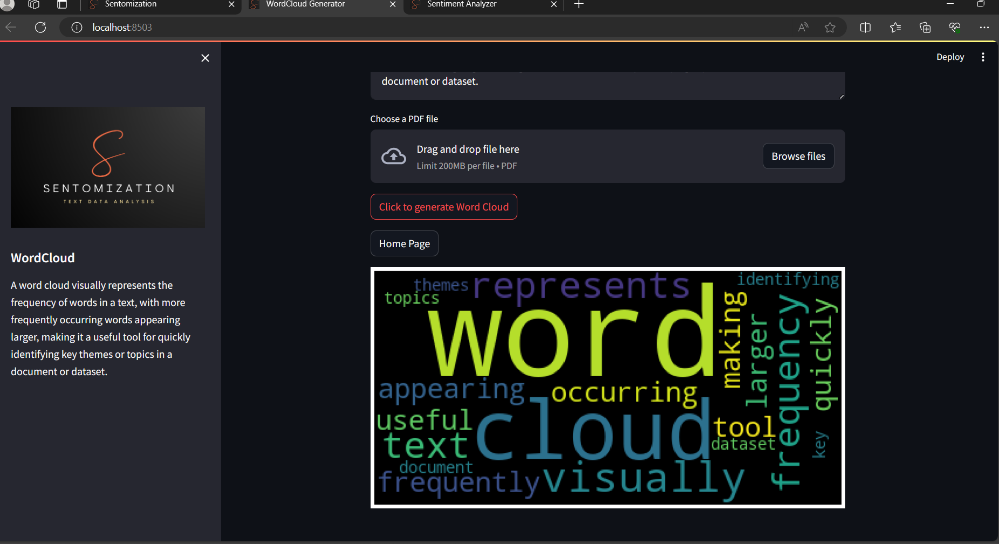 Sentomization
WordCloud Generator
Sentiment Analyzer
localhost:8503
Deploy
SENTOMIZATION
TEXT DATA ANALYSIS
WordCloud
A word cloud visually represents the
frequency of words in a text, with more
frequently occurring words appearing
larger, making it a useful tool for quickly
identifying key themes or topics in a
document or dataset.
document or dataset.
Choose a PDF file
Drag and drop file here
Limit 200MB per file • PDF
Browse files
Click to generate Word Cloud
Home Page
themes
represents
identifying
topics
word
making
larger
frequency
quickly
appearing
occurring
useful
cloud
tool
text
dataset
key
document
frequently
visually